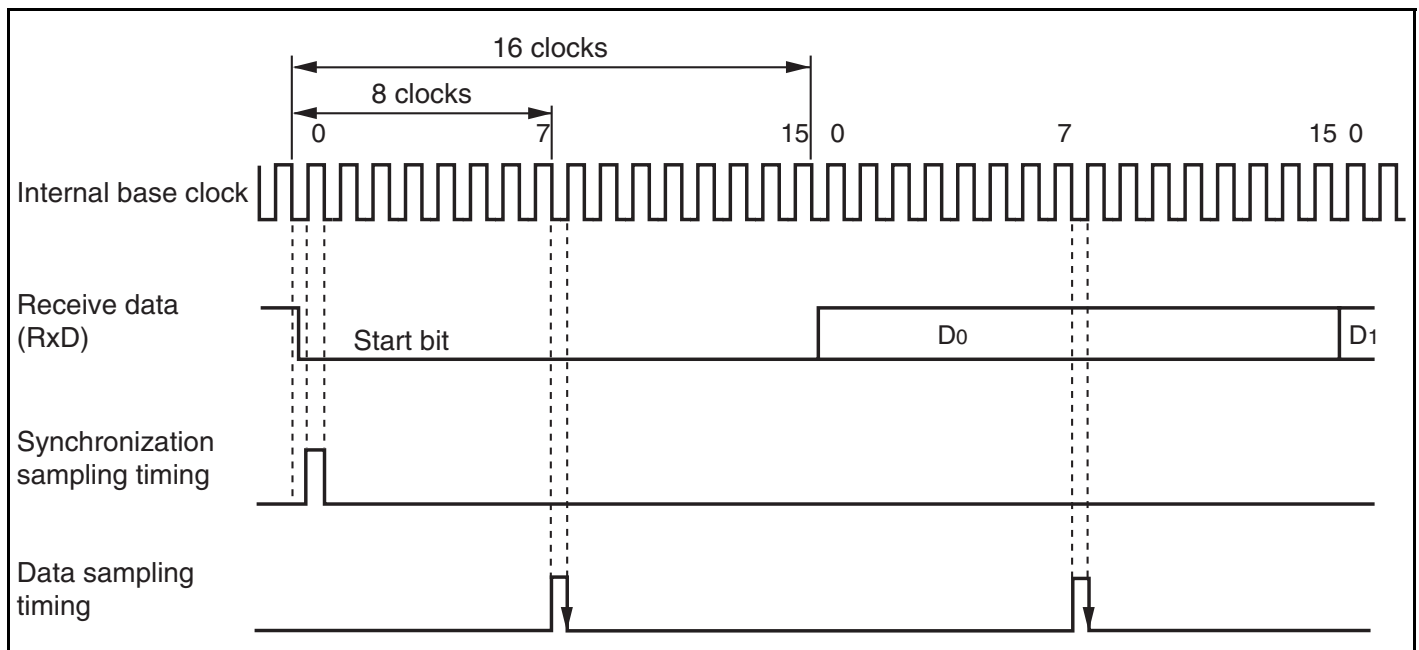 16 clocks
8 clocks
0 7 15 0 7 15 0
Internal base clock
Receive data
(RxD)
Start bit
D0
D1
Synchronization
sampling timing
Data sampling
timing